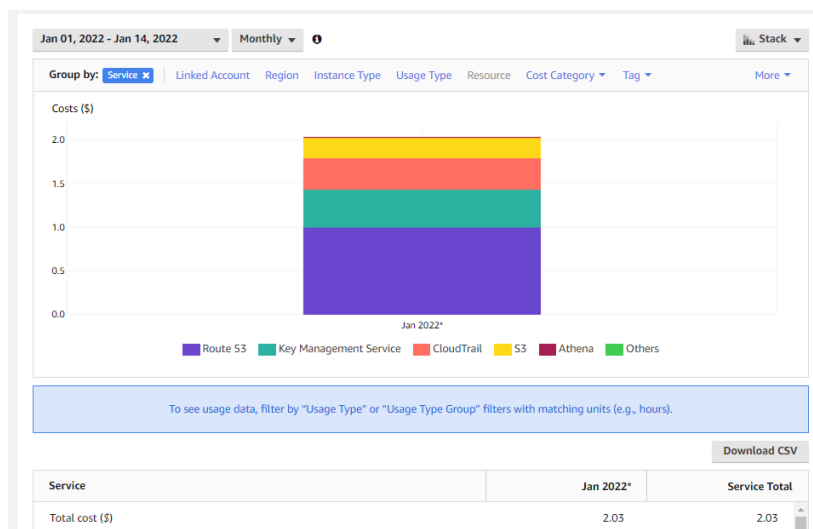 Jan 01, 2022 - Jan 14, 2022 Monthly Stack
Group by: Service × Linked Account Region Instance Type Usage Type Resource Cost Category Tag More
Costs ($)
2.0
1.5
1.0
0.5
0.0
Jan 2022*
Route 53 Key Management Service CloudTrail S3 Athena Others
To see usage data, filter by "Usage Type" or "Usage Type Group" filters with matching units (e.g., hours).
Download CSV
Service Jan 2022* Service Total
Total cost ($) 2.03 2.03